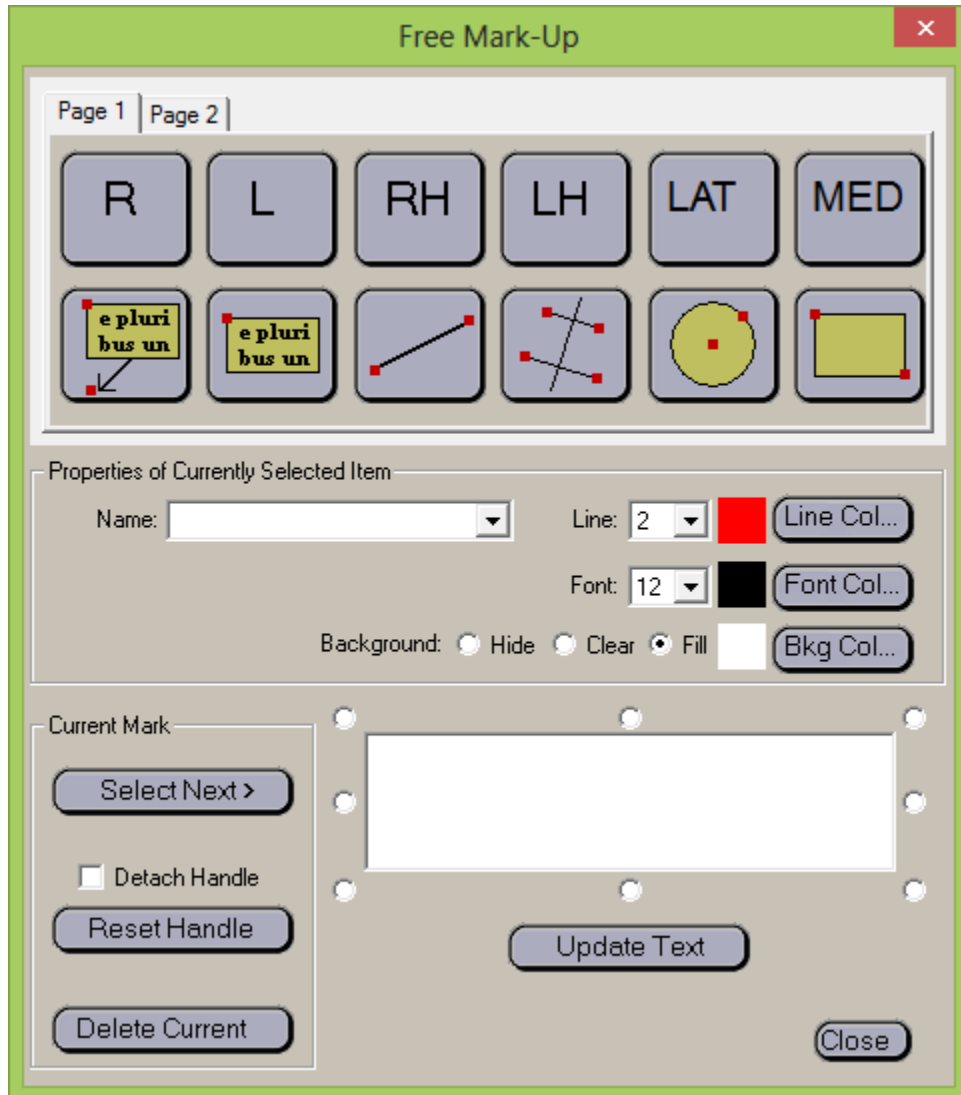 Free Mark-Up
Page 1 Page 2
R L RH LH LAT MED
e pluri
bus un
e pluri
bus un
Properties of Currently Selected Item
Name: Line: 2 Line Col...
Font: 12 Font Col...
Background: Hide Clear Fill Bkg Col...
Current Mark
Select Next >
Detach Handle
Reset Handle
Update Text
Delete Current
Close